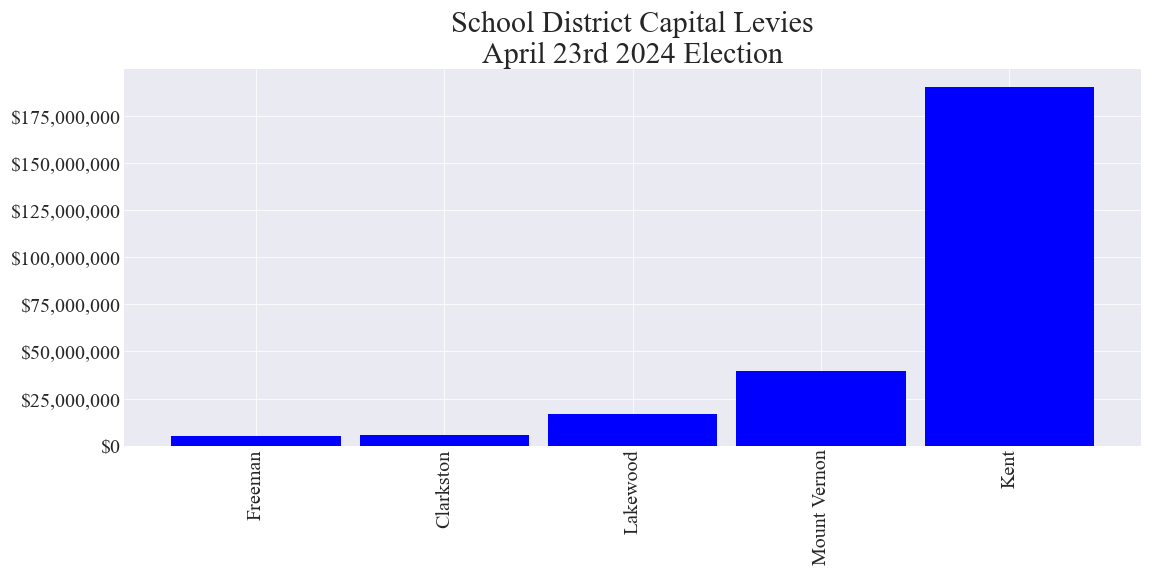 School District Capital Levies
April 23rd 2024 Election
$175,000,000
$150,000,000
$125,000,000
$100,000,000
$75,000,000
$50,000,000
$25,000,000
$0
Freeman
Clarkston
Lakewood
Mount Vernon
Kent